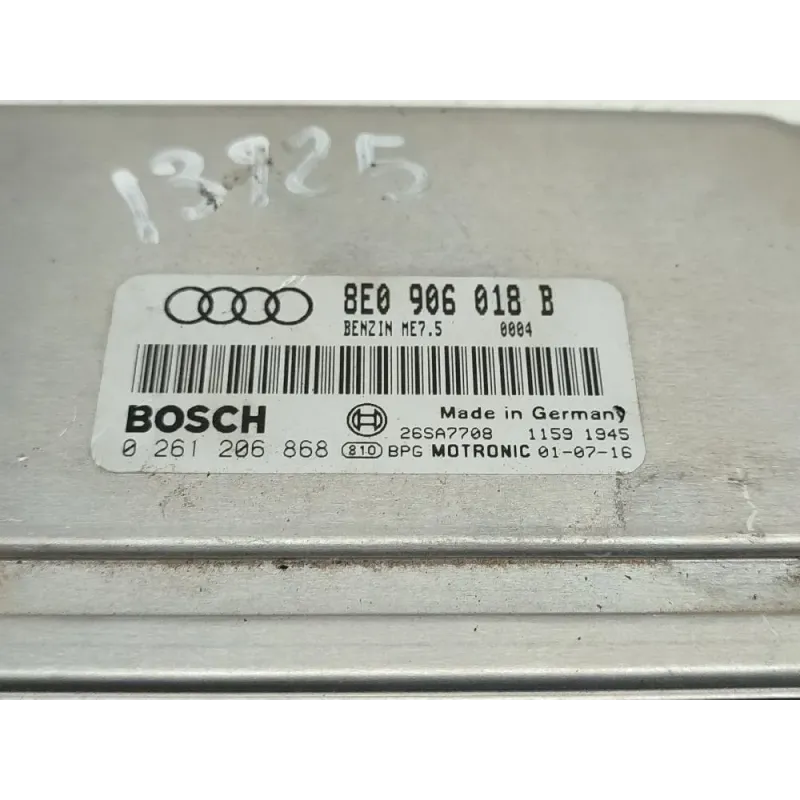 13925
8E0 906 018 B
BENZIN ME7.5 0004
BOSCH Made in Germany
26SA7708 1159 1945
0 261 206 868 810 BPG MOTRONIC 01-07-16